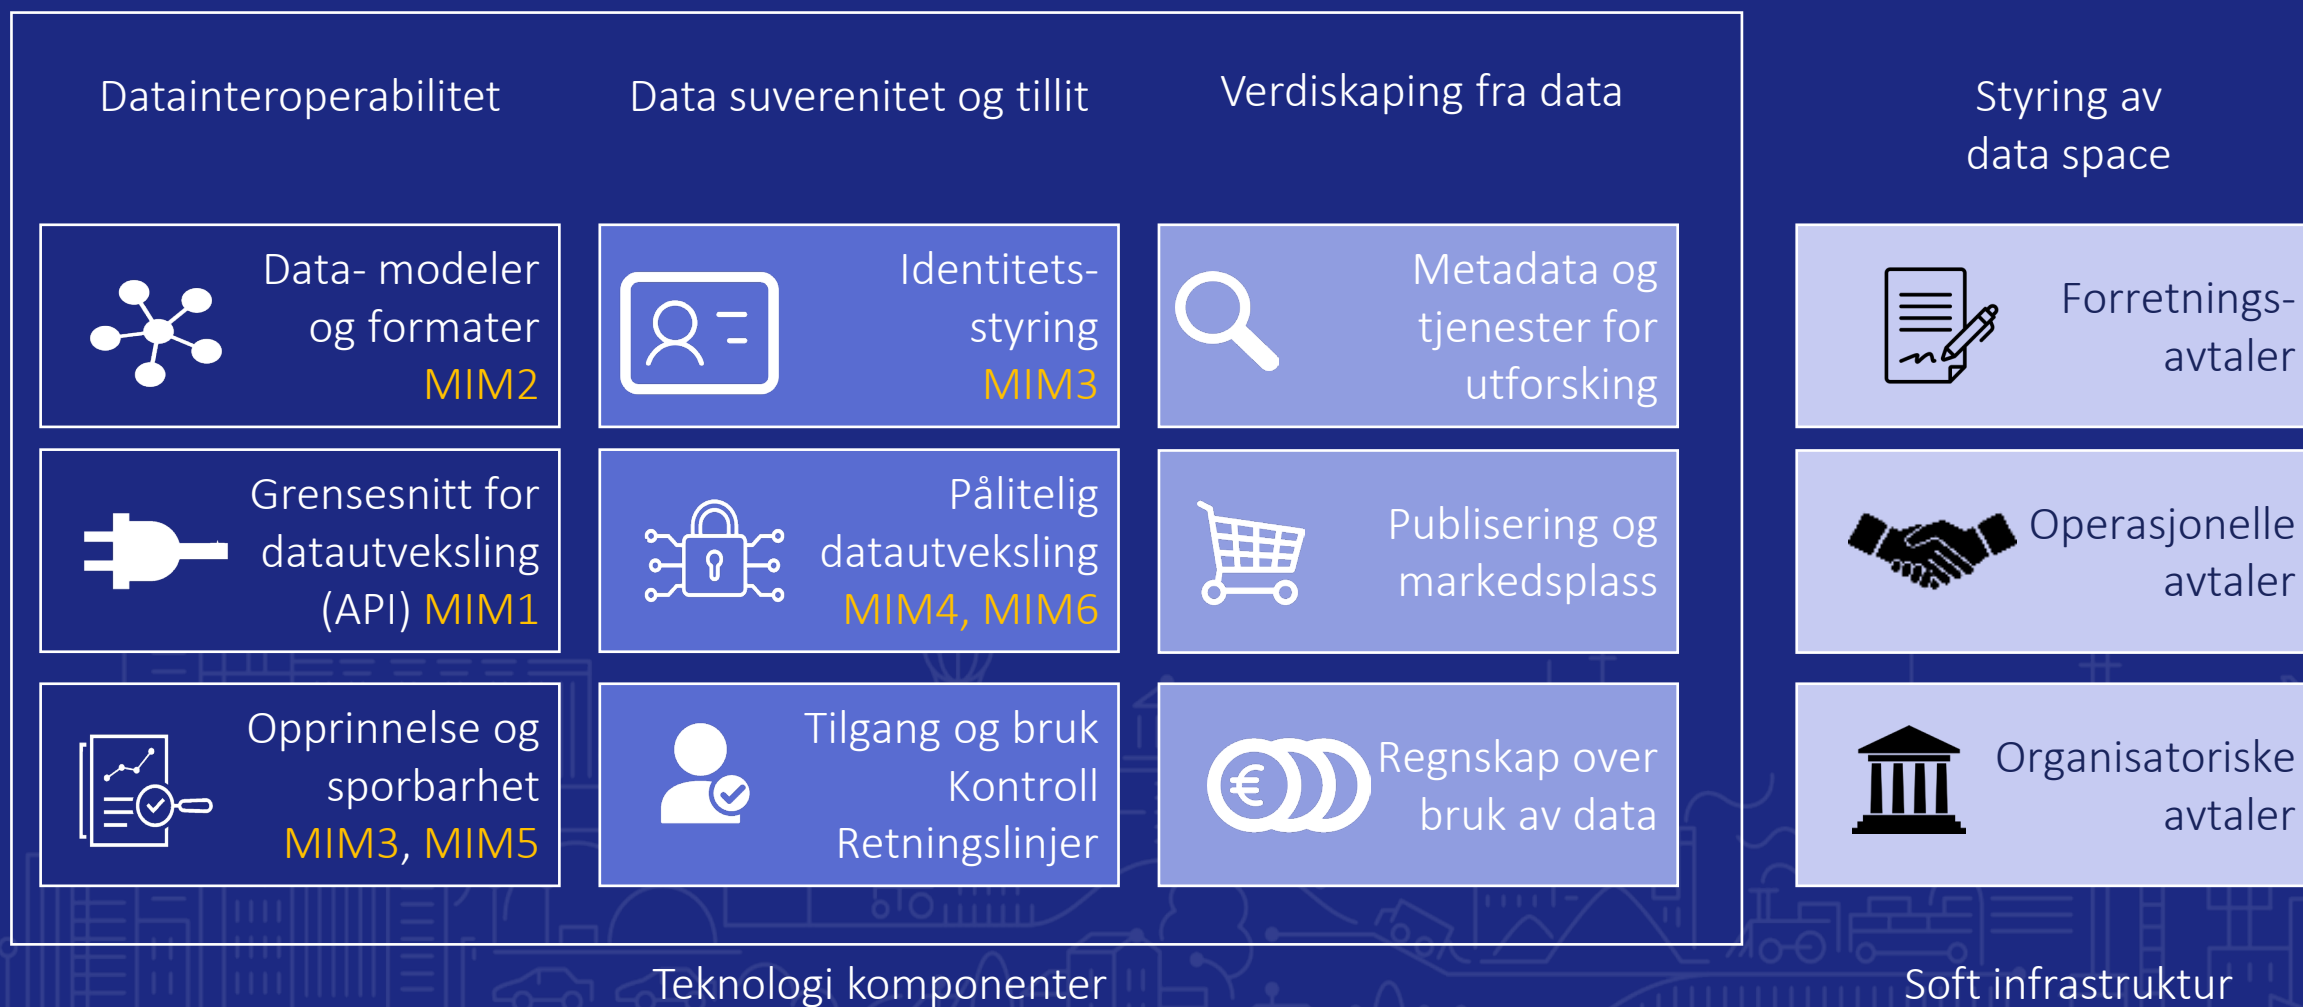 Datainteroperabilitet
Data suverenitet og tillit
Verdiskaping fra data
Styring av
data space
Data- modeler
og formater
MIM2
Identitets-
styring
MIM3
Metadata og
tjenester for
utforsking
Forretnings-
avtaler
Grensesnitt for
datautveksling
(API) MIM1
Pålitelig
datautveksling
MIM4, MIM6
Publisering og
markedsplass
Operasjonelle
avtaler
Opprinnelse og
sporbarhet
MIM3, MIM5
Tilgang og bruk
Kontroll
Retningslinjer
Regnskap over
bruk av data
Organisatoriske
avtaler
Teknologi komponenter
Soft infrastruktur